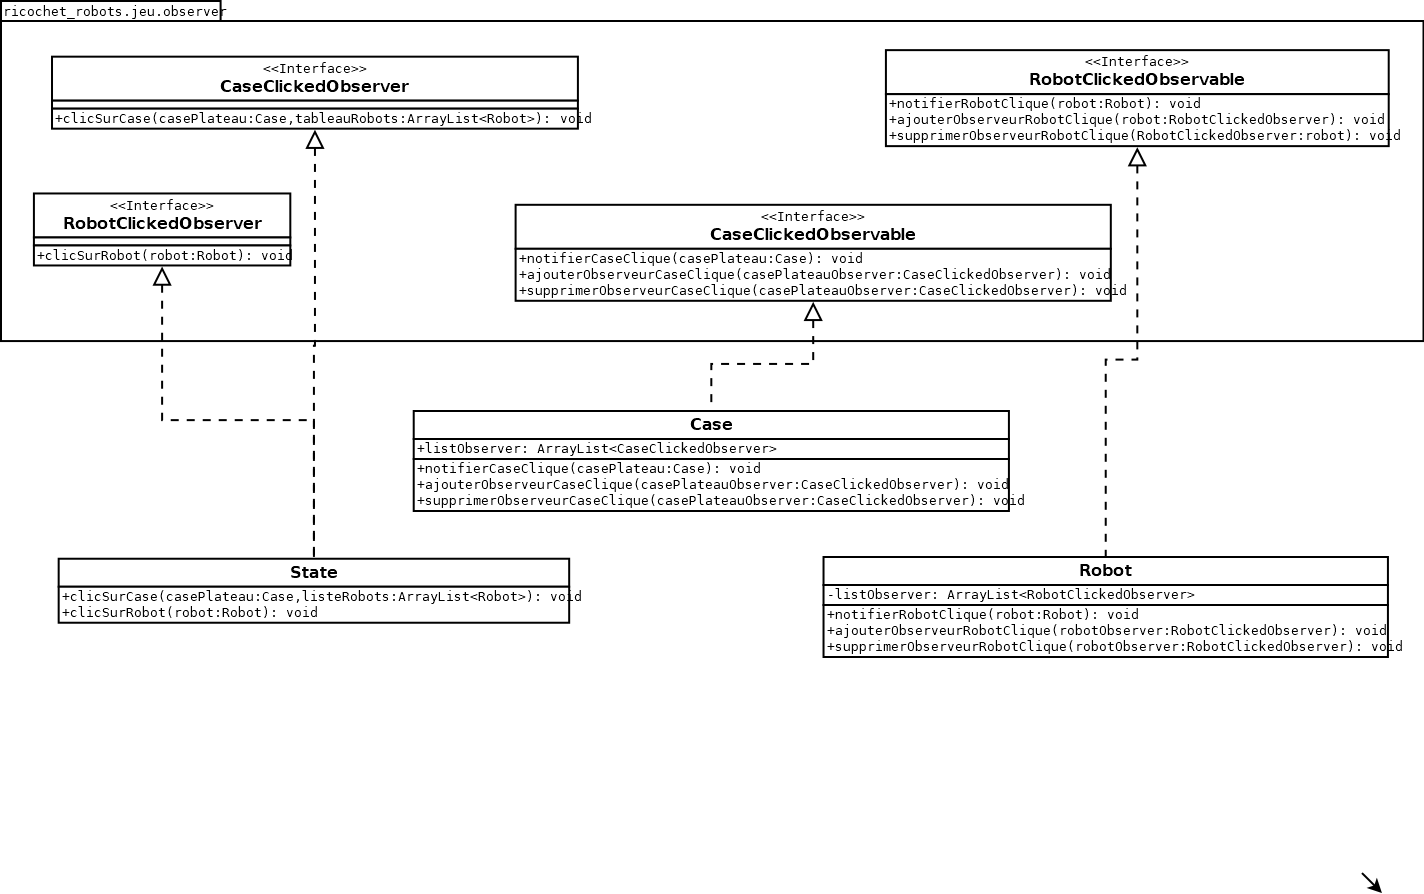 ricochet_robots.jeu.observer
<<Interface>>
CaseClickedObserver
+clicSurCase(casePlateau:Case,tableauRobots:ArrayList<Robot>): void
<<Interface>>
RobotClickedObservable
+notifierRobotClique(robot:Robot): void
+ajouterObserveurRobotClique(robot:RobotClickedObserver): void
+supprimerObserveurRobotClique(RobotClickedObserver:robot): void
<<Interface>>
RobotClickedObserver
+clicSurRobot(robot:Robot): void
<<Interface>>
CaseClickedObservable
+notifierCaseClique(casePlateau:Case): void
+ajouterObserveurCaseClique(casePlateauObserver:CaseClickedObserver): void
+supprimerObserveurCaseClique(casePlateauObserver:CaseClickedObserver): void
Case
+listObserver: ArrayList<CaseClickedObserver>
+notifierCaseClique(casePlateau:Case): void
+ajouterObserveurCaseClique(casePlateauObserver:CaseClickedObserver): void
+supprimerObserveurCaseClique(casePlateauObserver:CaseClickedObserver): void
State
+clicSurCase(casePlateau:Case,listeRobots:ArrayList<Robot>): void
+clicSurRobot(robot:Robot): void
Robot
-listObserver: ArrayList<RobotClickedObserver>
+notifierRobotClique(robot:Robot): void
+ajouterObserveurRobotClique(robotObserver:RobotClickedObserver): void
+supprimerObserveurRobotClique(robotObserver:RobotClickedObserver): void